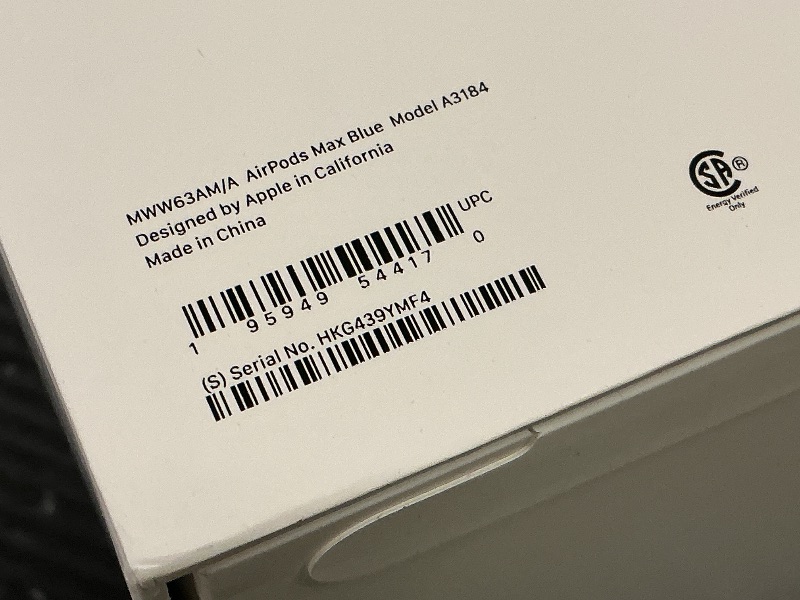 MWW63AM/A AirPods Max Blue Model A3184
Designed by Apple in California
Made in China
UPC
1 95949 54417 0
(S) Serial No. HKG439YMF4
SA ®
Energy Verified
Only